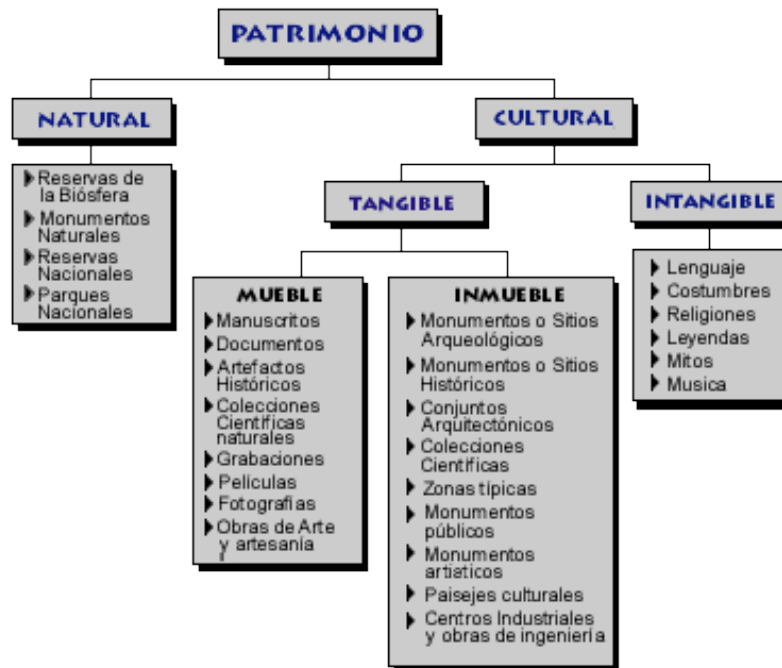 PATRIMONIO
NATURAL
Reservas de
la Biósfera
Monumentos
Naturales
Reservas
Nacionales
Parques
Nacionales
CULTURAL
TANGIBLE
MUEBLE
Manuscritos
Documentos
Artefactos
Históricos
Colecciones
Científicas
naturales
Grabaciones
Películas
Fotografías
Obras de Arte
y artesanía
INMUEBLE
Monumentos o Sitios
Arqueológicos
Monumentos o Sitios
Históricos
Conjuntos
Arquitectónicos
Colecciones
Científicas
Zonas típicas
Monumentos
públicos
Monumentos
artiaticos
Paisejes culturales
Centros Industriales
y obras de ingeniería
INTANGIBLE
Lenguaje
Costumbres
Religiones
Leyendas
Mitos
Musica